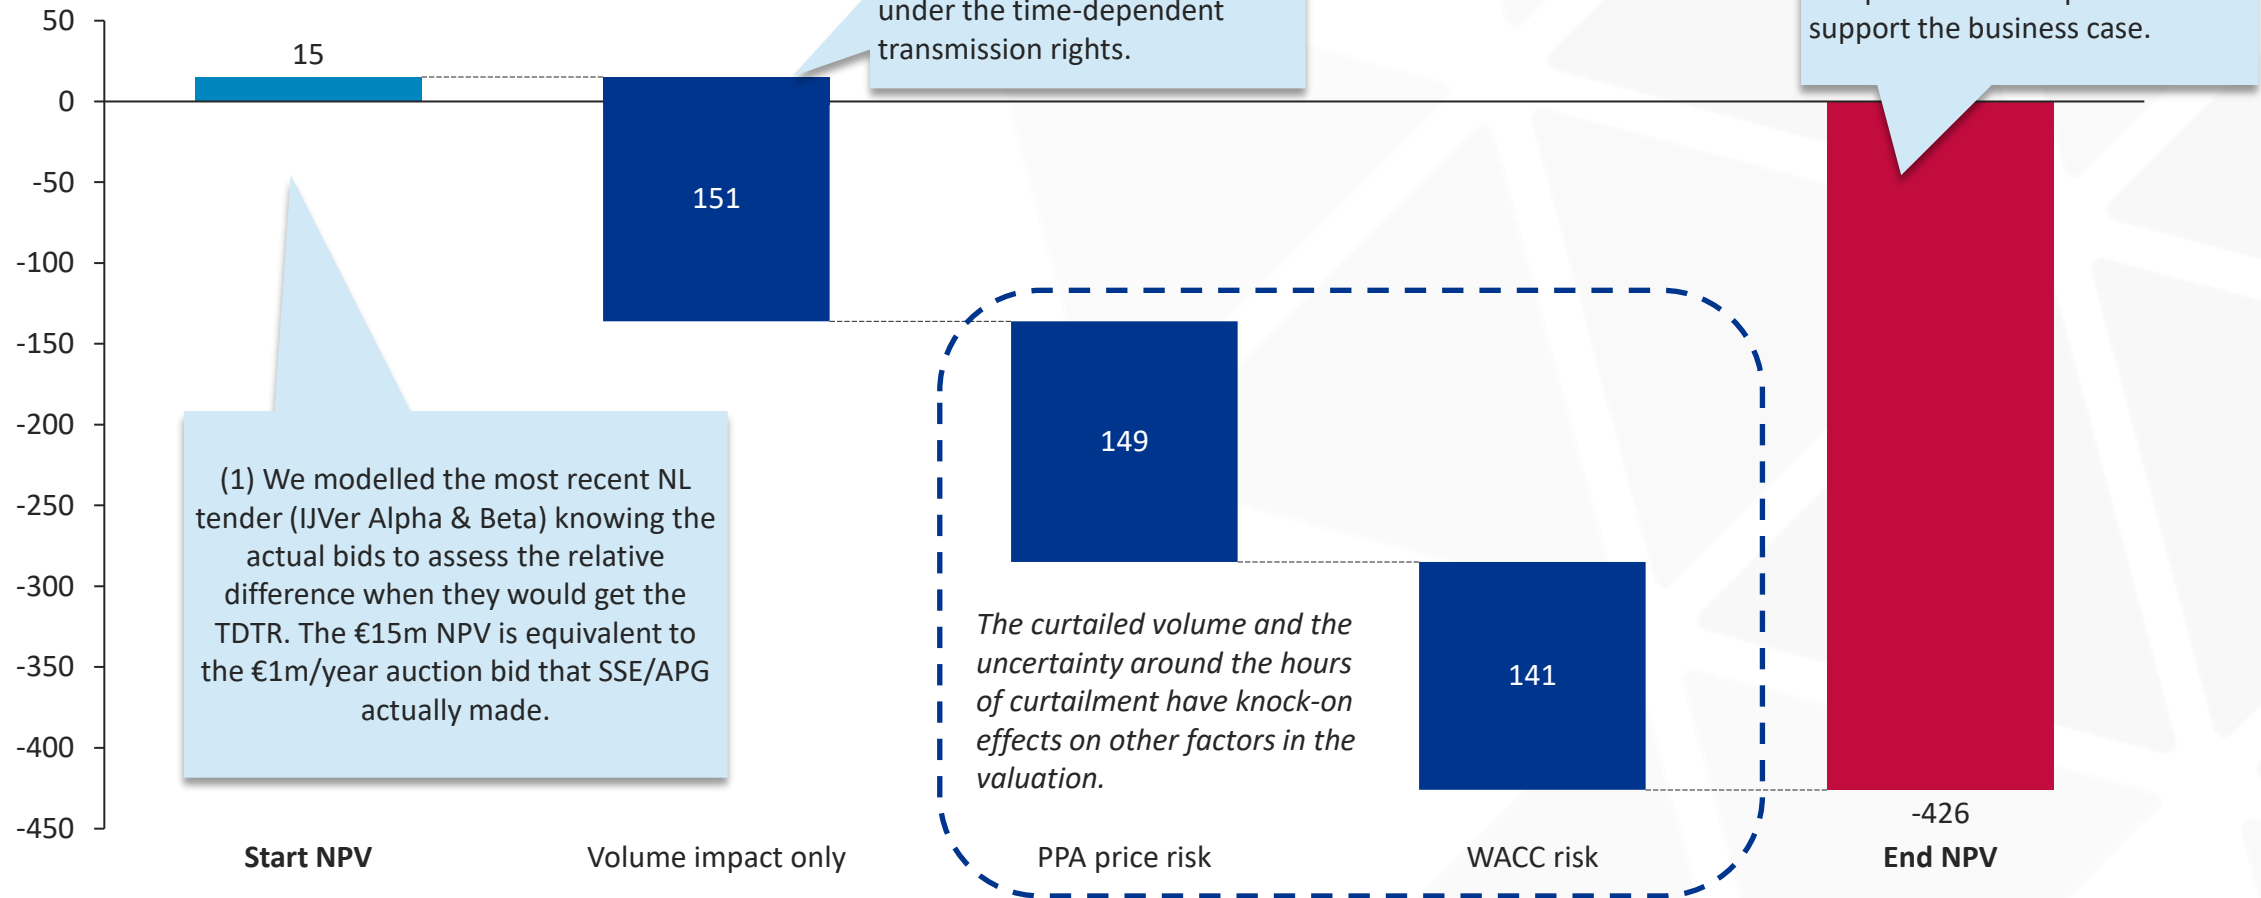 under the time-dependent
transmission rights.
support the business case.
50
0
-50
-100
-150
-200
-250
-300
-350
-400
-450
15
151
149
141
-426
(1) We modelled the most recent NL
tender (IJVer Alpha & Beta) knowing the
actual bids to assess the relative
difference when they would get the
TDTR. The €15m NPV is equivalent to
the €1m/year auction bid that SSE/APG
actually made.
The curtailed volume and the
uncertainty around the hours
of curtailment have knock-on
effects on other factors in the
valuation.
Start NPV
Volume impact only
PPA price risk
WACC risk
End NPV